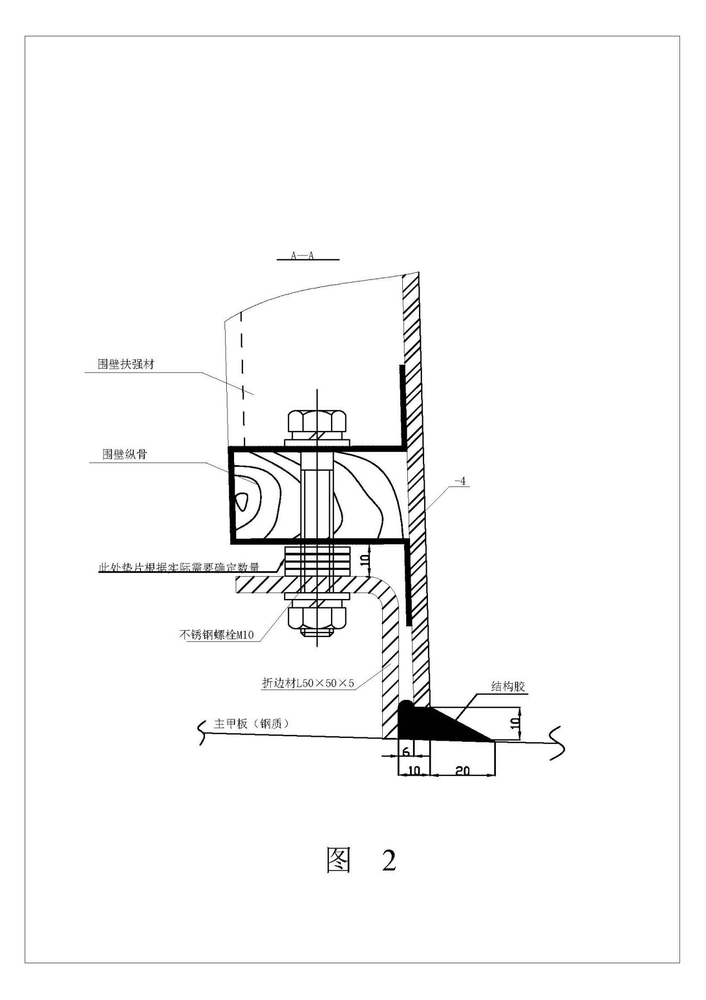 A—A
围壁扶强材
围壁纵骨
-4
10
此处垫片根据实际需要确定数量
不锈钢螺栓M10
折边材L50×50×5
结构胶
主甲板（钢质）
10
6
10
20
图 2